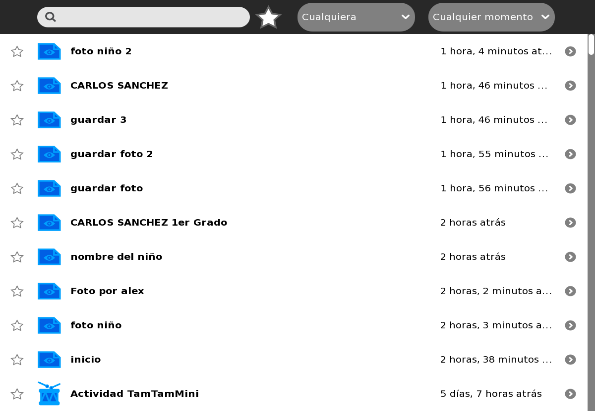 Cualquiera Cualquier momento
foto niño 2 1 hora, 4 minutos at...
CARLOS SANCHEZ 1 hora, 46 minutos ...
guardar 3 1 hora, 46 minutos ...
guardar foto 2 1 hora, 55 minutos ...
guardar foto 1 hora, 56 minutos ...
CARLOS SANCHEZ 1er Grado 2 horas atrás
nombre del niño 2 horas atrás
Foto por alex 2 horas, 2 minutos a...
foto niño 2 horas, 3 minutos a...
inicio 2 horas, 38 minutos ...
Actividad TamTamMini 5 días, 7 horas atrás